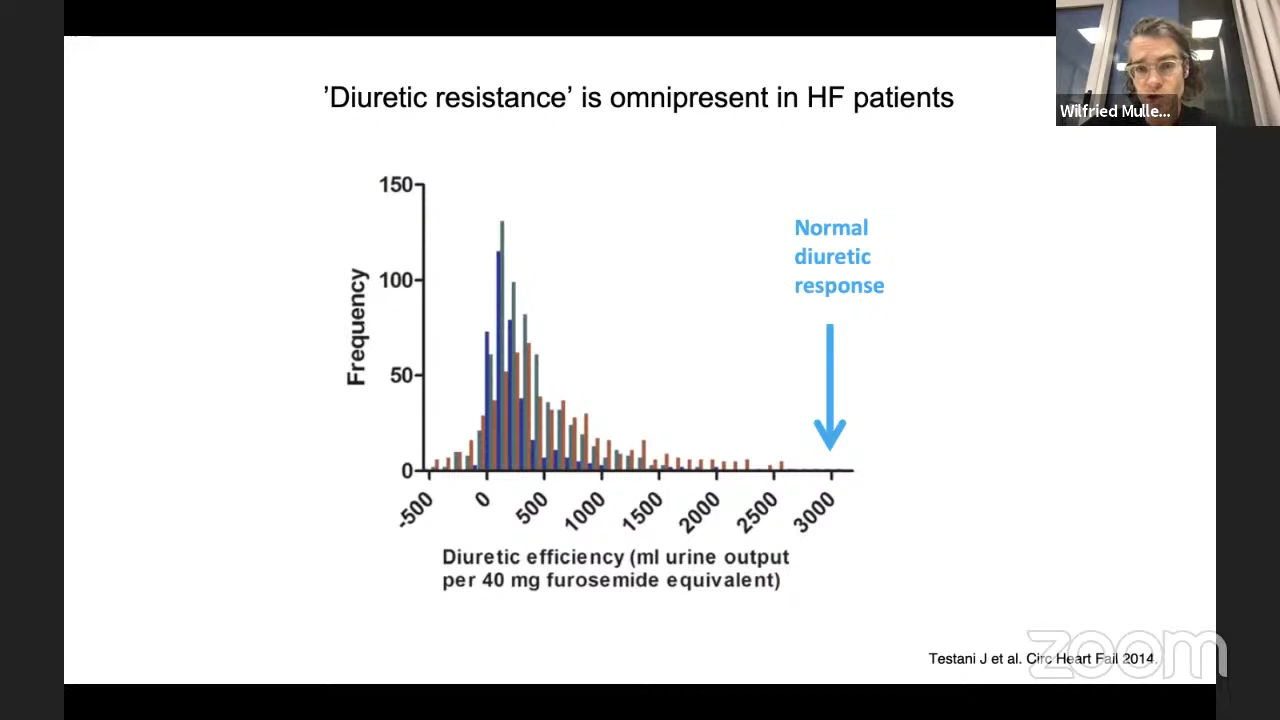 ’Diuretic resistance’ is omnipresent in HF patients
Wilfried Mulle...
150
100
50
0
Frequency
Normal
diuretic
response
-500
0
500
1000
1500
2000
2500
3000
Diuretic efficiency (ml urine output
per 40 mg furosemide equivalent)
Testani J et al. Circ Heart Fail 2014.
zoom